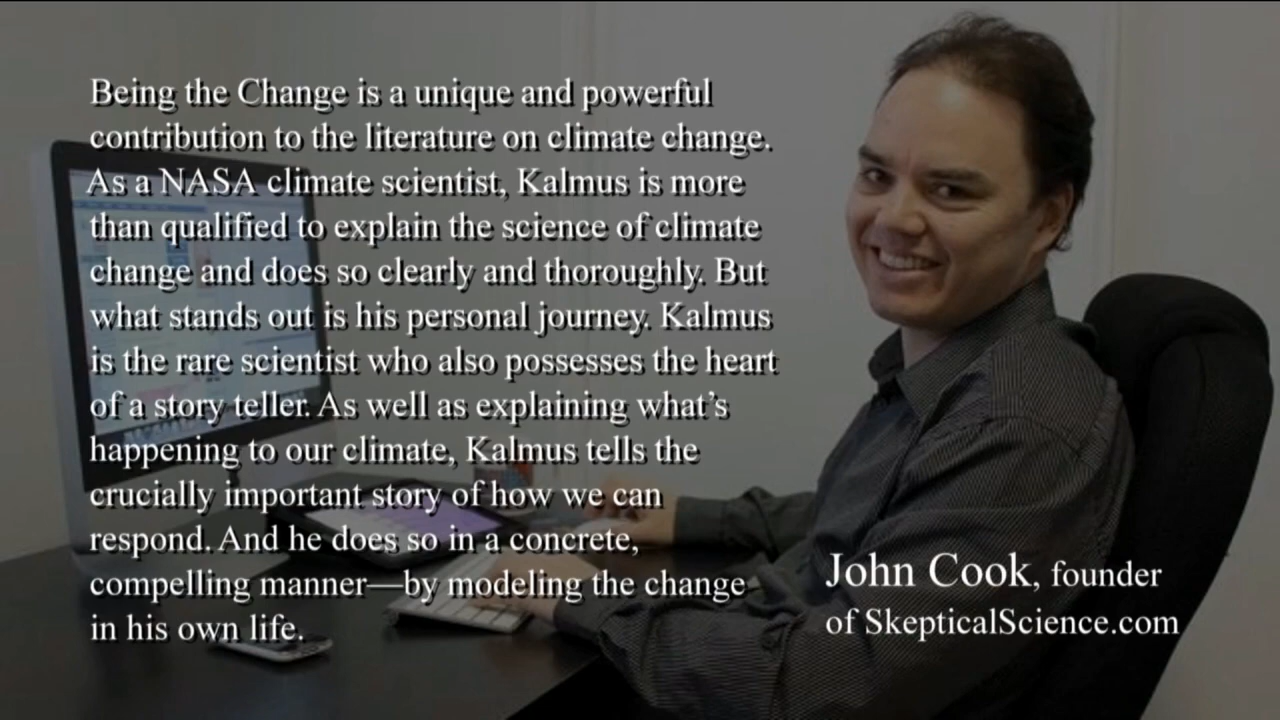 Being the Change is a unique and powerful
contribution to the literature on climate change.
As a NASA climate scientist, Kalmus is more
than qualified to explain the science of climate
change and does so clearly and thoroughly. But
what stands out is his personal journey. Kalmus
is the rare scientist who also possesses the heart
of a story teller. As well as explaining what’s
happening to our climate, Kalmus tells the
crucially important story of how we can
respond. And he does so in a concrete,
compelling manner—by modeling the change
in his own life.
John Cook, founder
of SkepticalScience.com